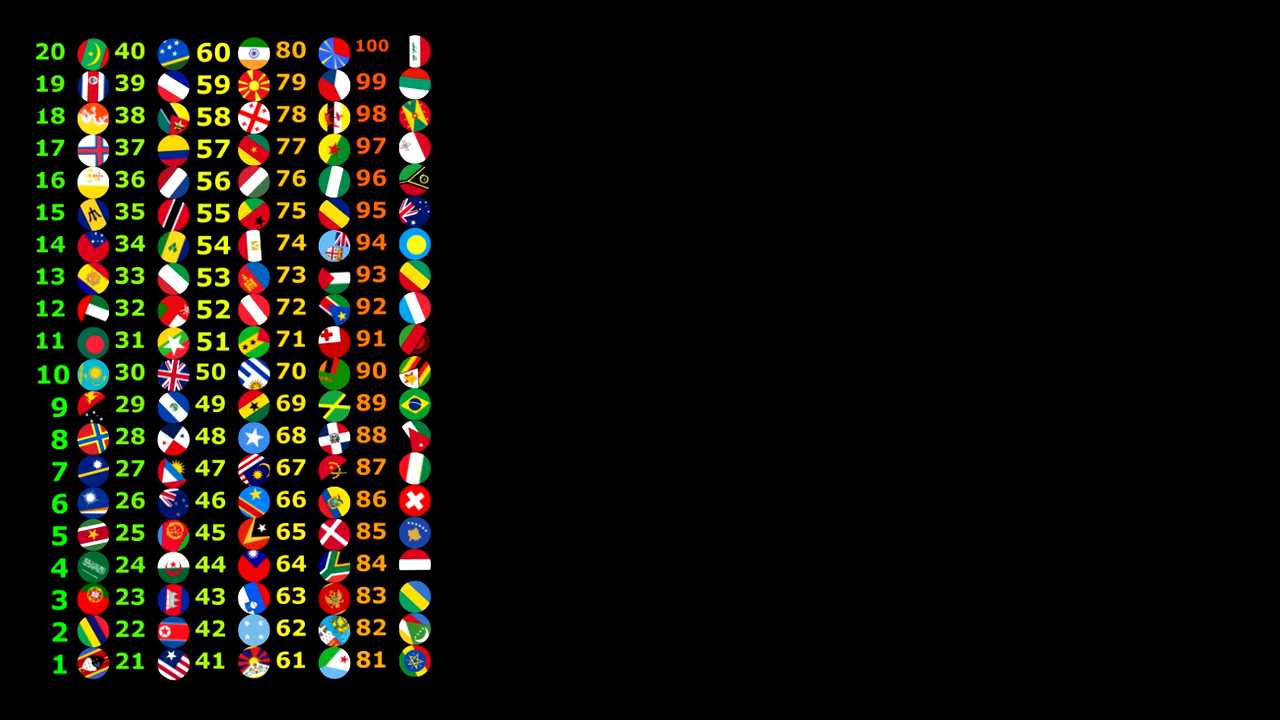 20 40 60 80 100
19 39 59 79 99
18 38 58 78 98
17 37 57 77 97
16 36 56 76 96
15 35 55 75 95
14 34 54 74 94
13 33 53 73 93
12 32 52 72 92
11 31 51 71 91
10 30 50 70 90
9 29 49 69 89
8 28 48 68 88
7 27 47 67 87
6 26 46 66 86
5 25 45 65 85
4 24 44 64 84
3 23 43 63 83
2 22 42 62 82
1 21 41 61 81